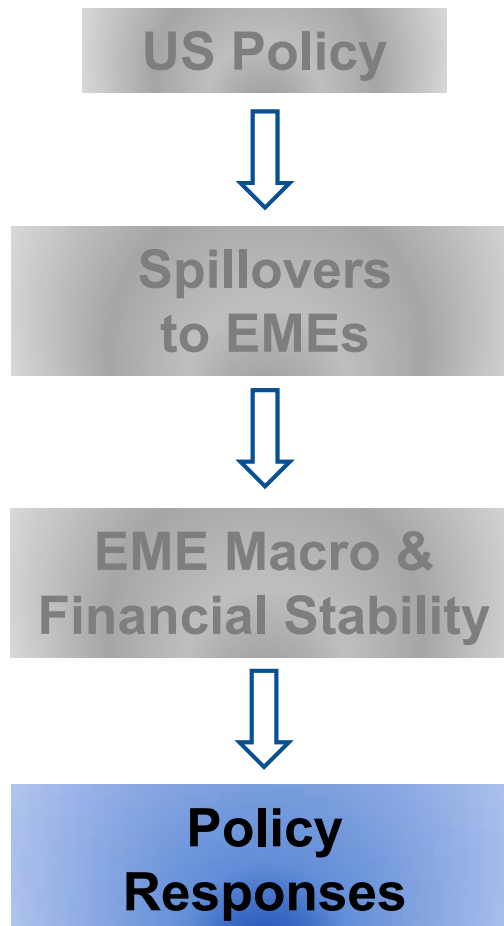 US Policy
Spillovers
to EMEs
EME Macro &
Financial Stability
Policy
Responses